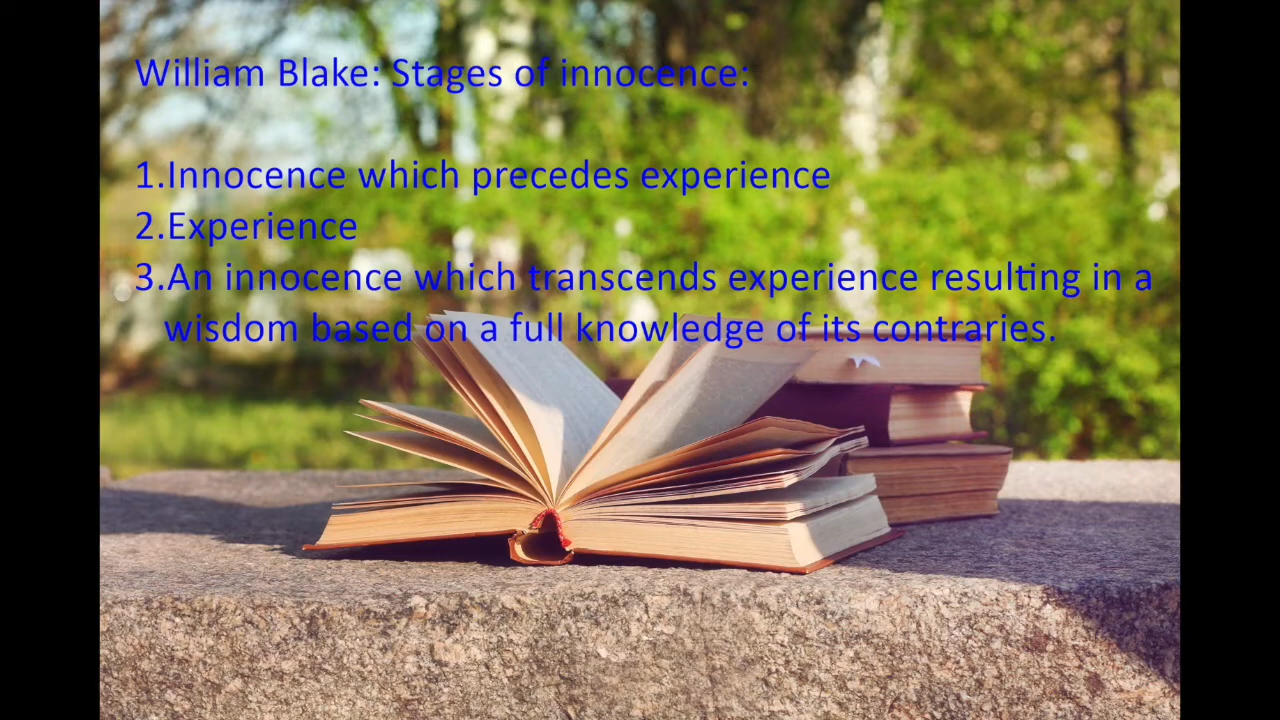 William Blake: Stages of innocence:
1.Innocence which precedes experience
2.Experience
3.An innocence which transcends experience resulting in a
wisdom based on a full knowledge of its contraries.